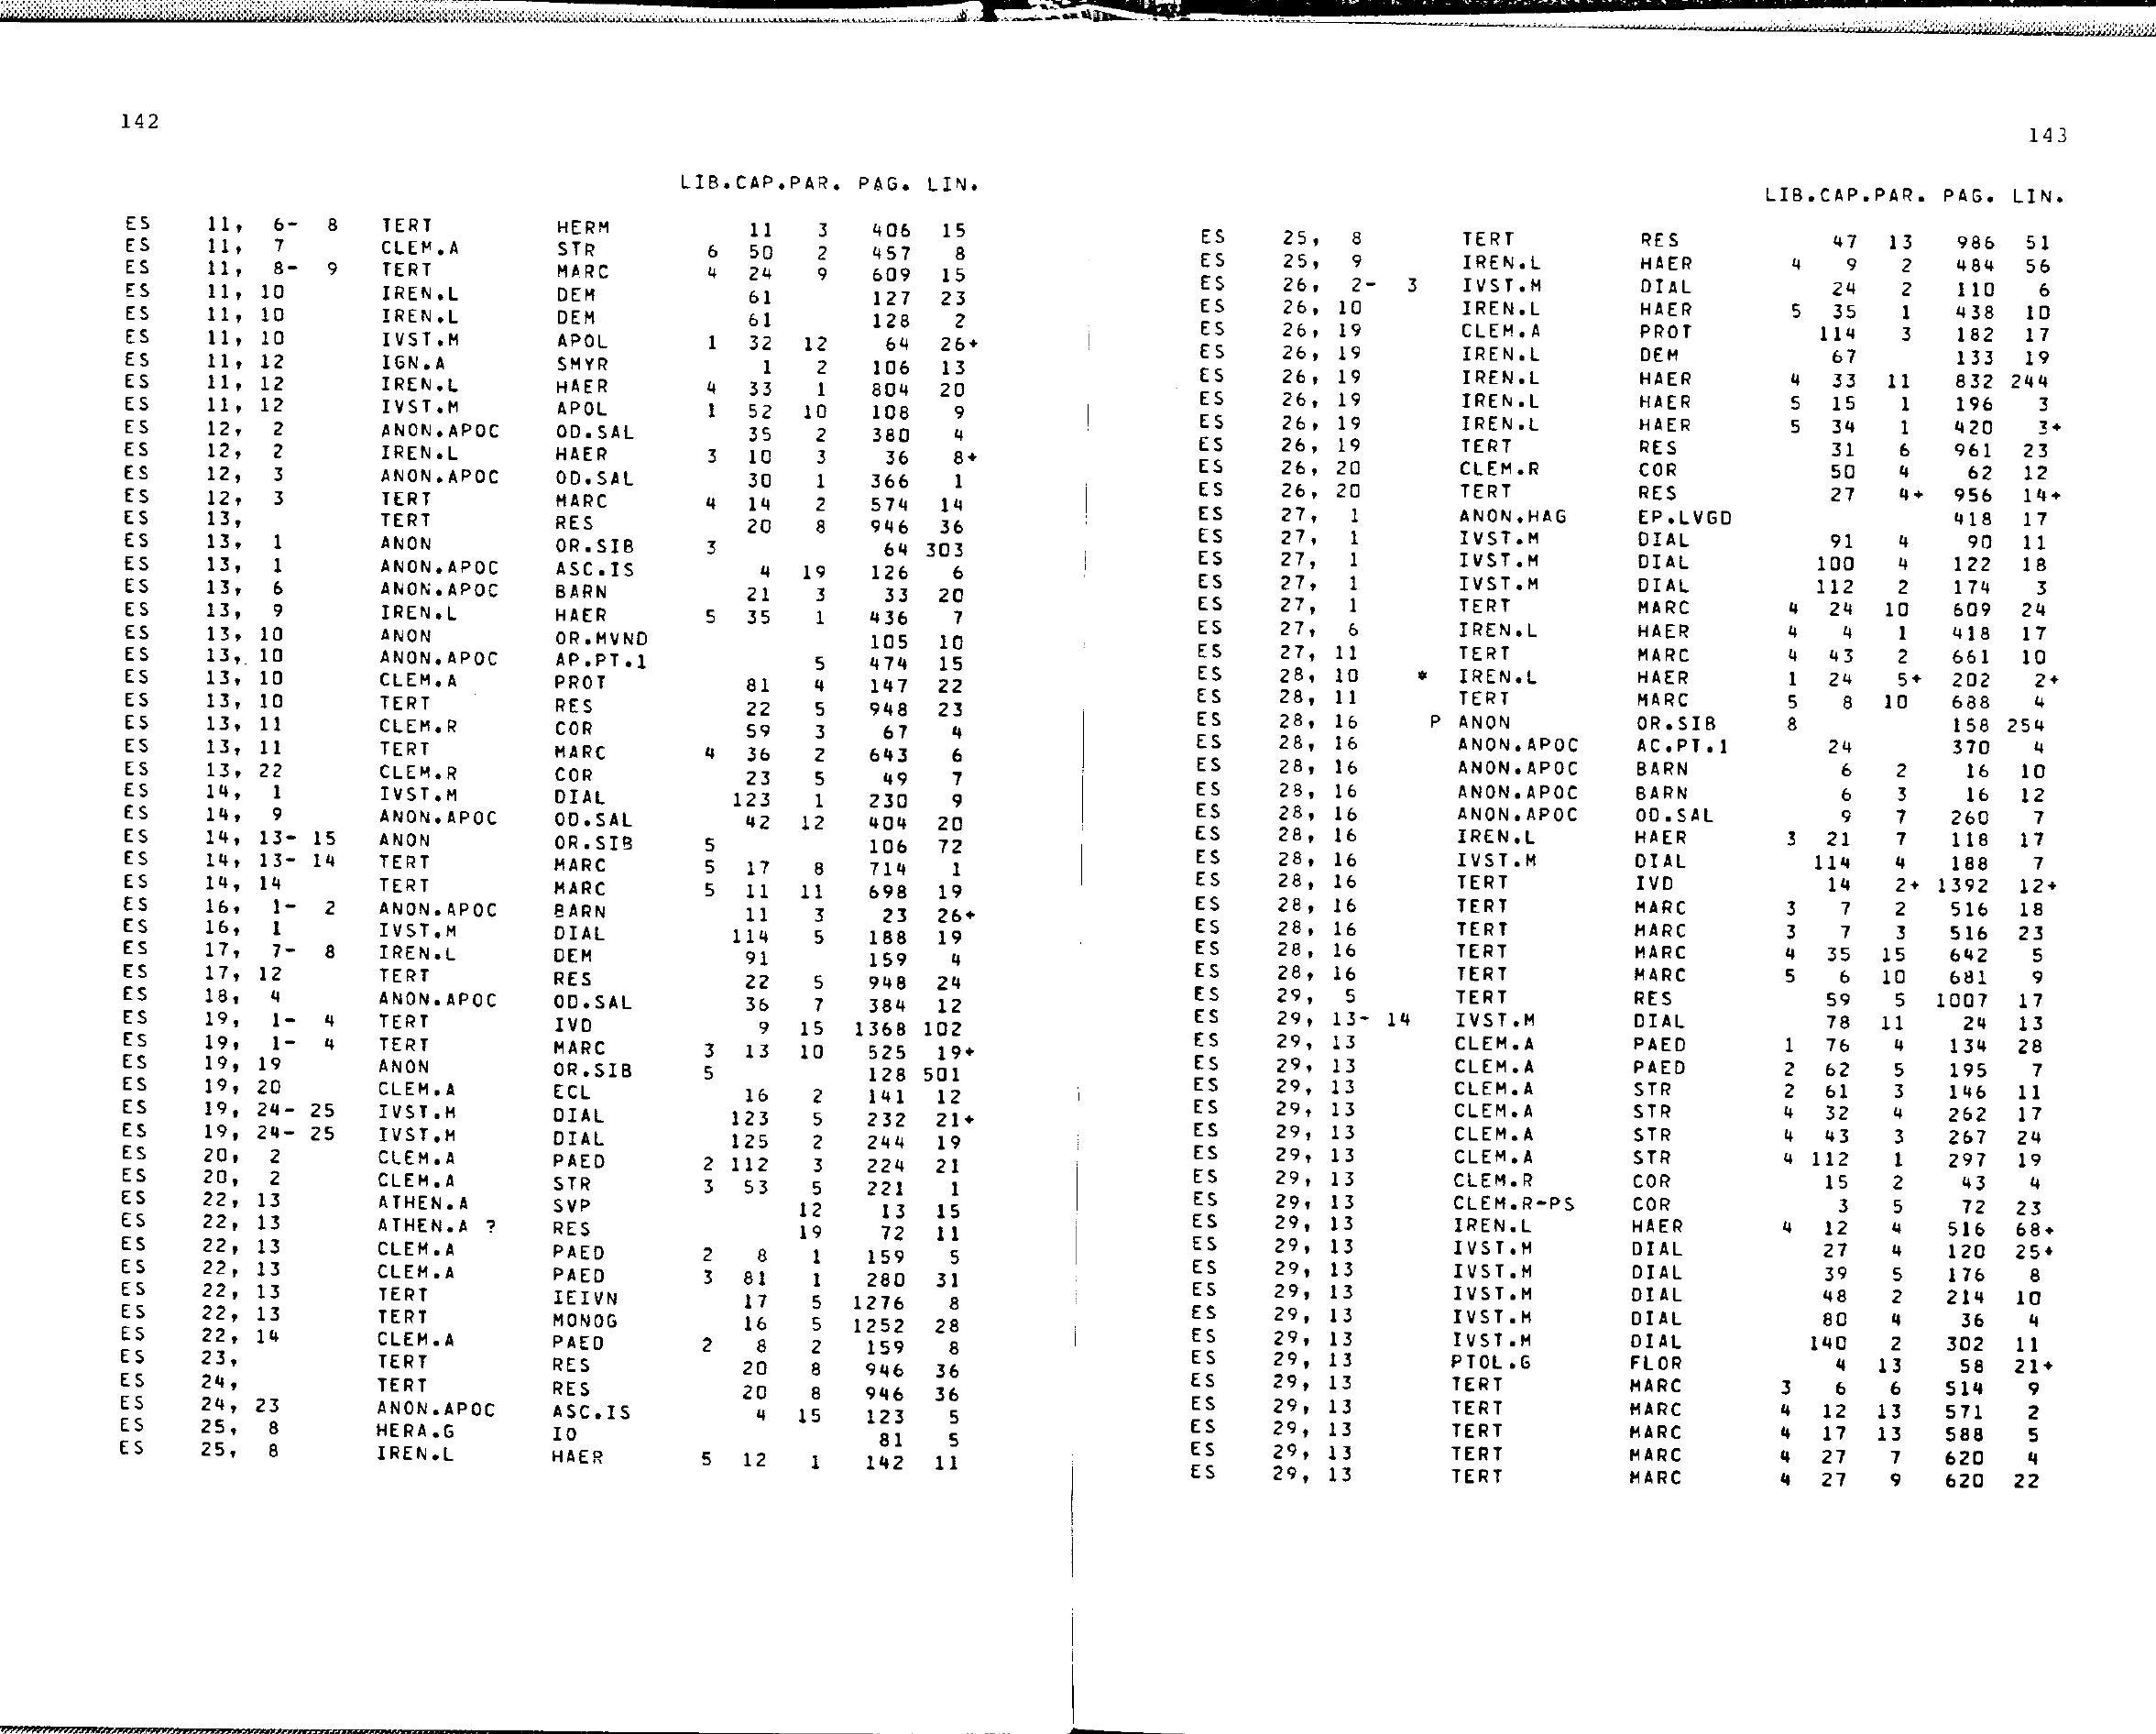 142
LIB.CAP.PAR. PAG. LIN.
ES 11, 6- 8 TERT HERM 11 3 406 15
ES 11, 7 CLEM.A STR 6 50 2 457 8
ES 11, 8- 9 TERT MARC 4 24 9 609 15
ES 11, 10 IREN.L DEM 61 127 23
ES 11, 10 IREN.L DEM 61 128 2
ES 11, 10 IVST.M APOL 1 32 12 64 26+
ES 11, 12 IGN.A SMYR 1 2 106 13
ES 11, 12 IREN.L HAER 4 33 1 804 20
ES 11, 12 IVST.M APOL 1 52 10 108 9
ES 12, 2 ANON.APOC OD.SAL 35 2 380 4
ES 12, 2 IREN.L HAER 3 10 3 36 8+
ES 12, 3 ANON.APOC OD.SAL 30 1 366 1
ES 12, 3 TERT MARC 4 14 2 574 14
ES 13, TERT RES 20 8 946 36
ES 13, 1 ANON OR.SIB 3 64 303
ES 13, 1 ANON.APOC ASC.IS 4 19 126 6
ES 13, 6 ANON.APOC BARN 21 3 33 20
ES 13, 9 IREN.L HAER 5 35 1 436 7
ES 13, 10 ANON OR.MVND 105 10
ES 13, 10 ANON.APOC AP.PT.1 5 474 15
ES 13, 10 CLEM.A PROT 81 4 147 22
ES 13, 10 TERT RES 22 5 948 23
ES 13, 11 CLEM.R COR 59 3 67 4
ES 13, 11 TERT MARC 4 36 2 643 6
ES 13, 22 CLEM.R COR 23 5 49 7
ES 14, 1 IVST.M DIAL 123 1 230 9
ES 14, 9 ANON.APOC OD.SAL 42 12 404 20
ES 14, 13- 15 ANON OR.SIB 5 106 72
ES 14, 13- 14 TERT MARC 5 17 8 714 1
ES 14, 14 TERT MARC 5 11 11 698 19
ES 16, 1- 2 ANON.APOC BARN 11 3 23 26+
ES 16, 1 IVST.M DIAL 114 5 188 19
ES 17, 7- 8 IREN.L DEM 91 159 4
ES 17, 12 TERT RES 22 5 948 24
ES 18, 4 ANON.APOC OD.SAL 36 7 384 12
ES 19, 1- 4 TERT IVD 9 15 1368 102
ES 19, 1- 4 TERT MARC 3 13 10 525 19+
ES 19, 19 ANON OR.SIB 5 128 501
ES 19, 20 CLEM.A ECL 16 2 141 12
ES 19, 24- 25 IVST.M DIAL 123 5 232 21+
ES 19, 24- 25 IVST.M DIAL 125 2 244 19
ES 20, 2 CLEM.A PAED 2 112 3 224 21
ES 20, 2 CLEM.A STR 3 53 5 221 1
ES 22, 13 ATHEN.A SVP 12 13 15
ES 22, 13 ATHEN.A ? RES 19 72 11
ES 22, 13 CLEM.A PAED 2 8 1 159 5
ES 22, 13 CLEM.A PAED 3 81 1 280 31
ES 22, 13 TERT IEIVN 17 5 1276 8
ES 22, 13 TERT MONOG 16 5 1252 28
ES 22, 14 CLEM.A PAED 2 8 2 159 8
ES 23, TERT RES 20 8 946 36
ES 24, TERT RES 20 8 946 36
ES 24, 23 ANON.APOC ASC.IS 4 15 123 5
ES 25, 8 HERA.G IO 81 5
ES 25, 8 IREN.L HAER 5 12 1 142 11
143
LIB.CAP.PAR. PAG. LIN.
ES 25, 8 TERT RES 47 13 986 51
ES 25, 9 IREN.L HAER 4 9 2 484 56
ES 26, 2- 3 IVST.M DIAL 24 2 110 6
ES 26, 10 IREN.L HAER 5 35 1 438 10
ES 26, 19 CLEM.A PROT 114 3 182 17
ES 26, 19 IREN.L DEM 67 133 19
ES 26, 19 IREN.L HAER 4 33 11 832 244
ES 26, 19 IREN.L HAER 5 15 1 196 3
ES 26, 19 IREN.L HAER 5 34 1 420 3+
ES 26, 19 TERT RES 31 6 961 23
ES 26, 20 CLEM.R COR 50 4 62 12
ES 26, 20 TERT RES 27 4+ 956 14+
ES 27, 1 ANON.HAG EP.LVGD 418 17
ES 27, 1 IVST.M DIAL 91 4 90 11
ES 27, 1 IVST.M DIAL 100 4 122 18
ES 27, 1 IVST.M DIAL 112 2 174 3
ES 27, 1 TERT MARC 4 24 10 609 24
ES 27, 6 IREN.L HAER 4 4 1 418 17
ES 27, 11 TERT MARC 4 43 2 661 10
ES 28, 10 * IREN.L HAER 1 24 5+ 202 2+
ES 28, 11 TERT MARC 5 8 10 688 4
ES 28, 16 P ANON OR.SIB 8 158 254
ES 28, 16 ANON.APOC AC.PT.1 24 370 4
ES 28, 16 ANON.APOC BARN 6 2 16 10
ES 28, 16 ANON.APOC BARN 6 3 16 12
ES 28, 16 ANON.APOC OD.SAL 9 7 260 7
ES 28, 16 IREN.L HAER 3 21 7 118 17
ES 28, 16 IVST.M DIAL 114 4 188 7
ES 28, 16 TERT IVD 14 2+ 1392 12+
ES 28, 16 TERT MARC 3 7 2 516 18
ES 28, 16 TERT MARC 3 7 3 516 23
ES 28, 16 TERT MARC 4 35 15 642 5
ES 28, 16 TERT MARC 5 6 10 681 9
ES 29, 5 TERT RES 59 5 1007 17
ES 29, 13- 14 IVST.M DIAL 78 11 24 13
ES 29, 13 CLEM.A PAED 1 76 4 134 28
ES 29, 13 CLEM.A PAED 2 62 5 195 7
ES 29, 13 CLEM.A STR 2 61 3 146 11
ES 29, 13 CLEM.A STR 4 32 4 262 17
ES 29, 13 CLEM.A STR 4 43 3 267 24
ES 29, 13 CLEM.A STR 4 112 1 297 19
ES 29, 13 CLEM.R COR 15 2 43 4
ES 29, 13 CLEM.R-PS COR 3 5 72 23
ES 29, 13 IREN.L HAER 4 12 4 516 68+
ES 29, 13 IVST.M DIAL 27 4 120 25+
ES 29, 13 IVST.M DIAL 39 5 176 8
ES 29, 13 IVST.M DIAL 48 2 214 10
ES 29, 13 IVST.M DIAL 80 4 36 4
ES 29, 13 IVST.M DIAL 140 2 302 11
ES 29, 13 PTOL.G FLOR 4 13 58 21+
ES 29, 13 TERT MARC 3 6 6 514 9
ES 29, 13 TERT MARC 4 12 13 571 2
ES 29, 13 TERT MARC 4 17 13 588 5
ES 29, 13 TERT MARC 4 27 7 620 4
ES 29, 13 TERT MARC 4 27 9 620 22